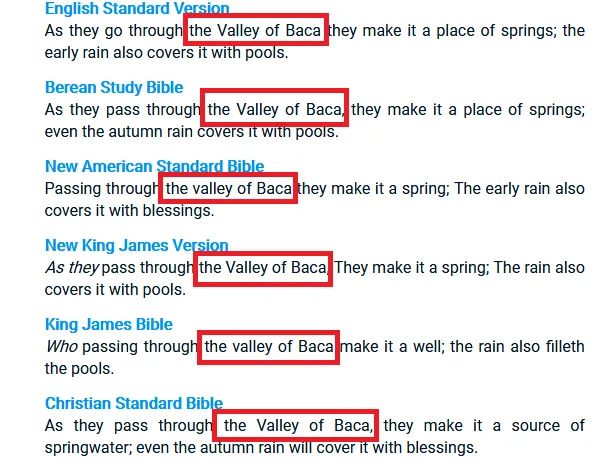 English Standard Version
As they go through the Valley of Baca they make it a place of springs; the
early rain also covers it with pools.
Berean Study Bible
As they pass through the Valley of Baca, they make it a place of springs;
even the autumn rain covers it with pools.
New American Standard Bible
Passing through the valley of Baca they make it a spring; The early rain also
covers it with blessings.
New King James Version
As they pass through the Valley of Baca, They make it a spring; The rain also
covers it with pools.
King James Bible
Who passing through the valley of Baca make it a well; the rain also filleth
the pools.
Christian Standard Bible
As they pass through the Valley of Baca, they make it a source of
springwater; even the autumn rain will cover it with blessings.